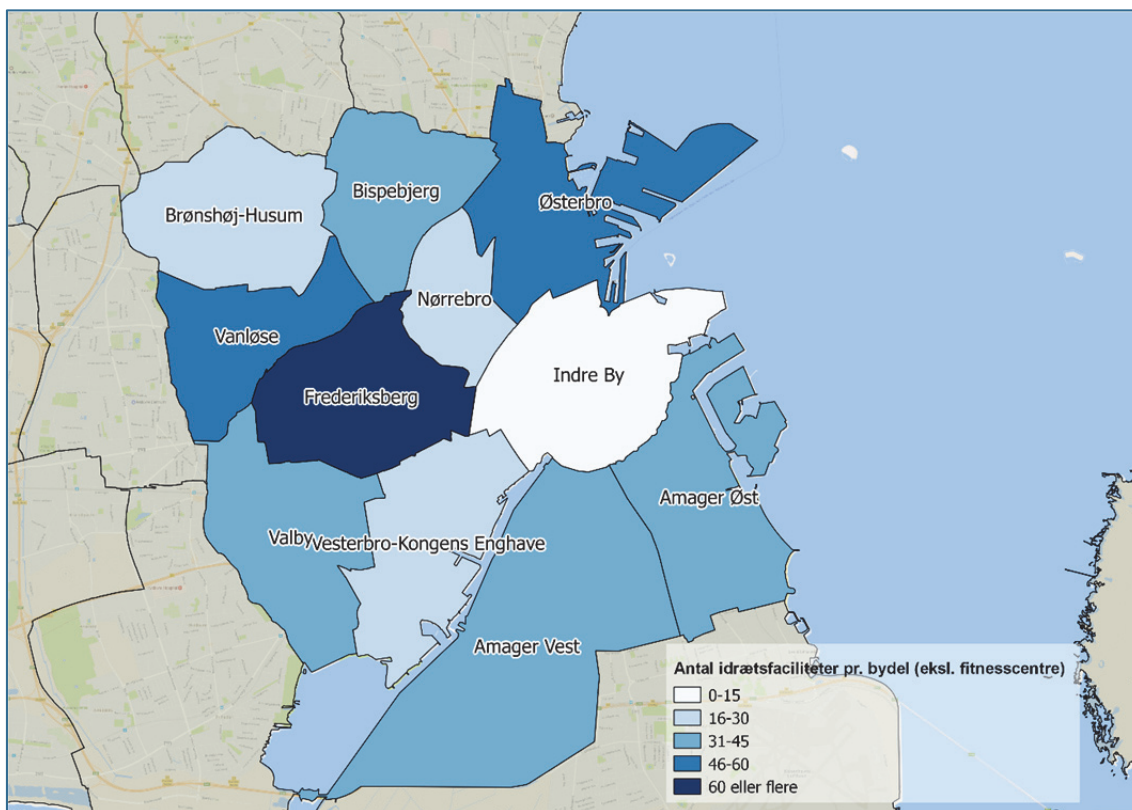 Bispebjerg
Brønshøj-Husum
Østerbro
Nørrebro
Vanløse
Indre By
Frederiksberg
Amager Øst
Valby
Vesterbro-Kongens Enghave
Amager Vest
Antal idrætsfaciliteter pr. bydel (eksl. fitnesscentre)
0-15
16-30
31-45
46-60
60 eller flere